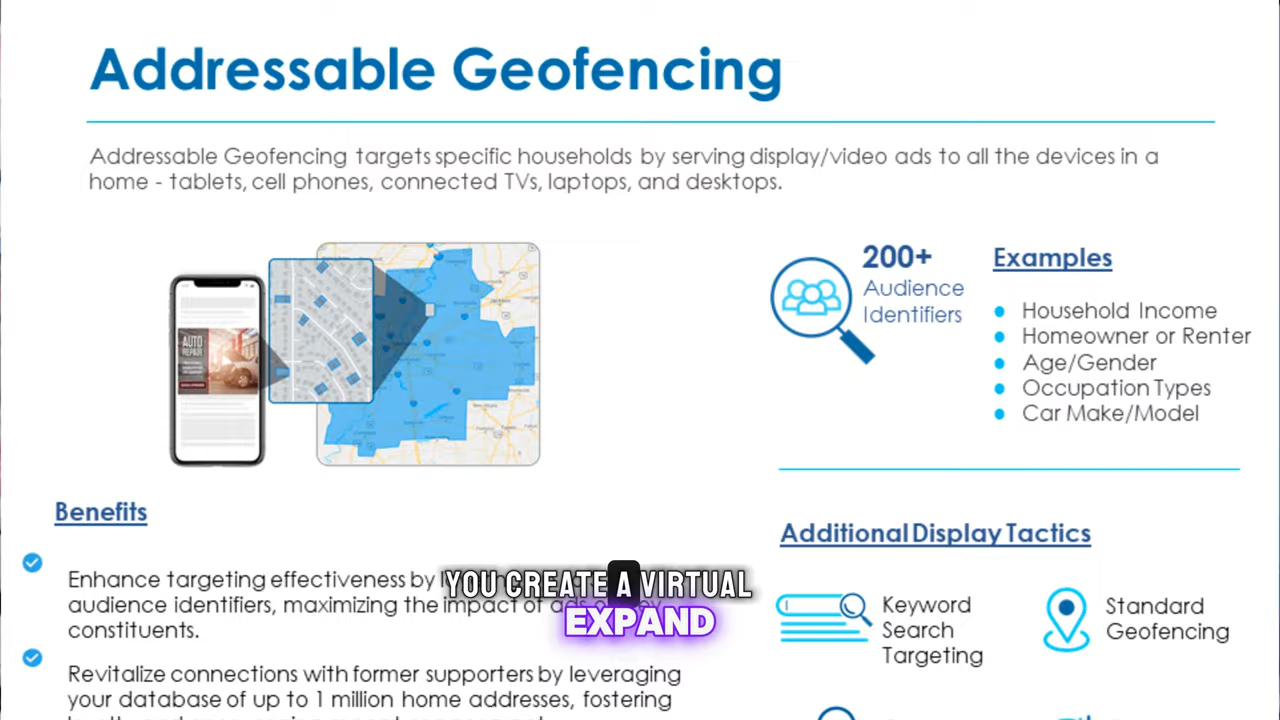 Addressable Geofencing
Addressable Geofencing targets specific households by serving display/video ads to all the devices in a
home - tablets, cell phones, connected TVs, laptops, and desktops.
AUTO
REPAIR
200+
Audience
Identifiers
Examples
Household Income
Homeowner or Renter
Age/Gender
Occupation Types
Car Make/Model
Benefits
Enhance targeting effectiveness by
audience identifiers, maximizing the impact of ads
constituents.
Revitalize connections with former supporters by leveraging
your database of up to 1 million home addresses, fostering
YOU CREATE A VIRTUAL
EXPAND
Additional Display Tactics
Keyword
Search
Targeting
Standard
Geofencing